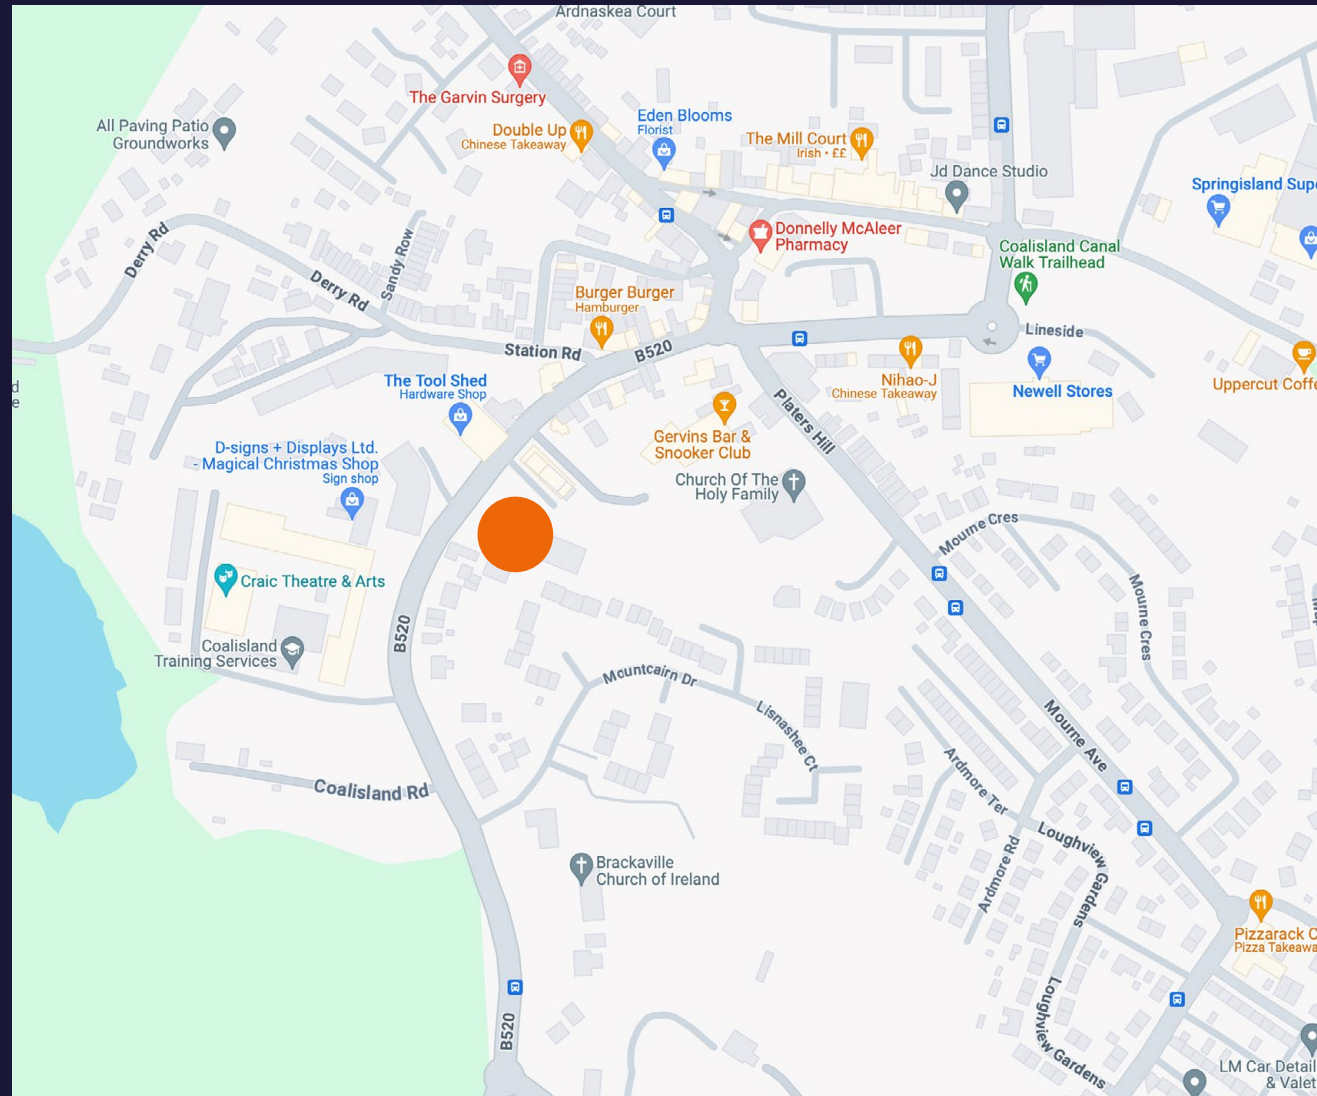 Ardnaskea Court
The Garvin Surgery
All Paving Patio
Groundworks
Double Up
Chinese Takeaway
Eden Blooms
Florist
The Mill Court
Irish · ££
Jd Dance Studio
Springisland Supe
Donnelly McAleer
Pharmacy
Coalisland Canal
Walk Trailhead
Derry Rd
Sandy Row
Derry Rd
Burger Burger
Hamburger
Station Rd
B520
Lineside
Nihao-J
Chinese Takeaway
Newell Stores
Uppercut Coffe
d
e
The Tool Shed
Hardware Shop
Platers Hill
Gervins Bar &
Snooker Club
D-signs + Displays Ltd.
- Magical Christmas Shop
Sign shop
Church Of The
Holy Family
Mourne Cres
Craic Theatre & Arts
Mourne Cres
B520
Coalisland
Training Services
Mountcairn Dr
Lisnashee Ct
Mourne Ave
Coalisland Rd
Ardmore Ter
Loughview Gardens
Ardmore Rd
Brackaville
Church of Ireland
Pizzarack C
Pizza Takeawa
Loughview Gardens
B520
LM Car Detail
& Valet